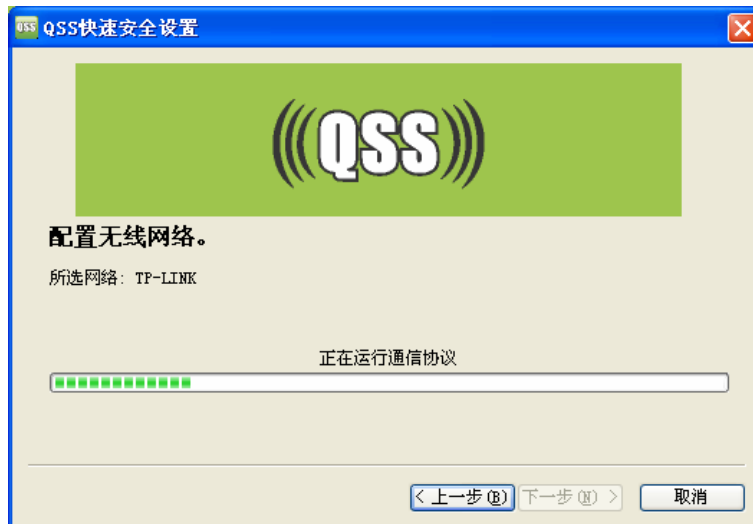 QSS QSS快速安全设置
QSS
配置无线网络。
所选网络: TP-LINK
正在运行通信协议
< 上一步(B) 下一步(N) > 取消